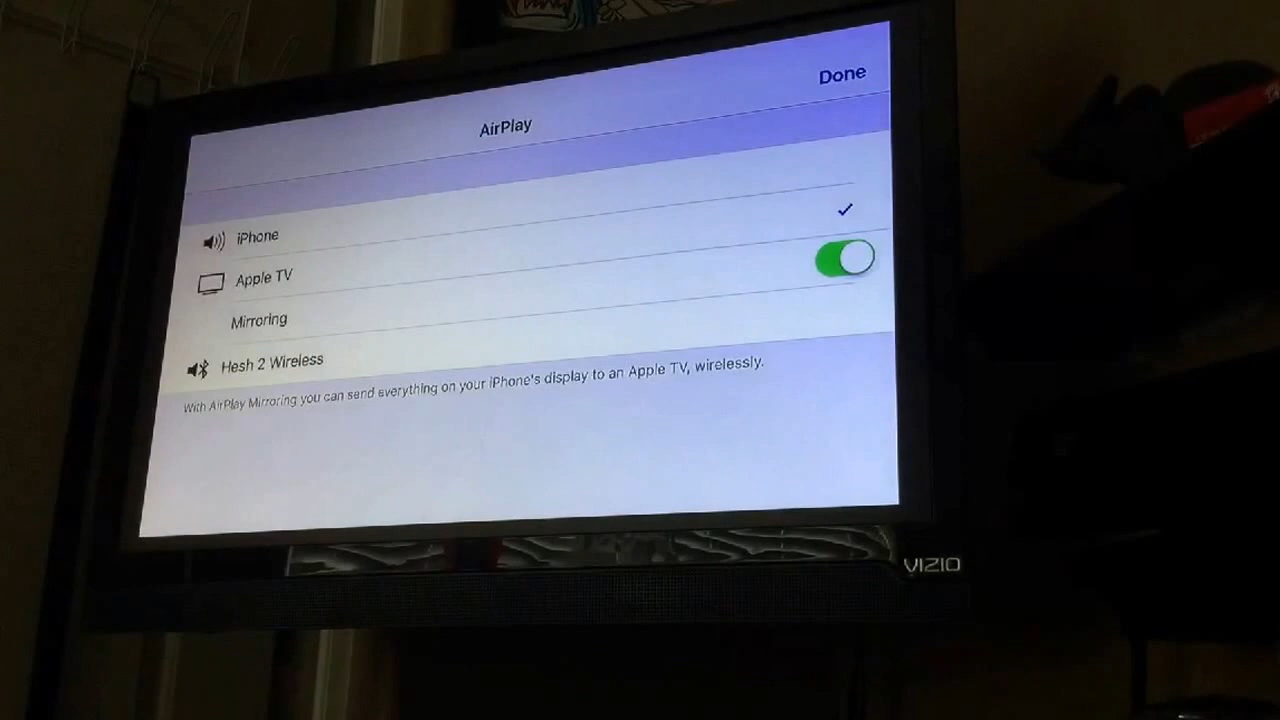 Done
AirPlay
iPhone
Apple TV
Mirroring
Hesh 2 Wireless
With AirPlay Mirroring you can send everything on your iPhone's display to an Apple TV, wirelessly.
VIZIO